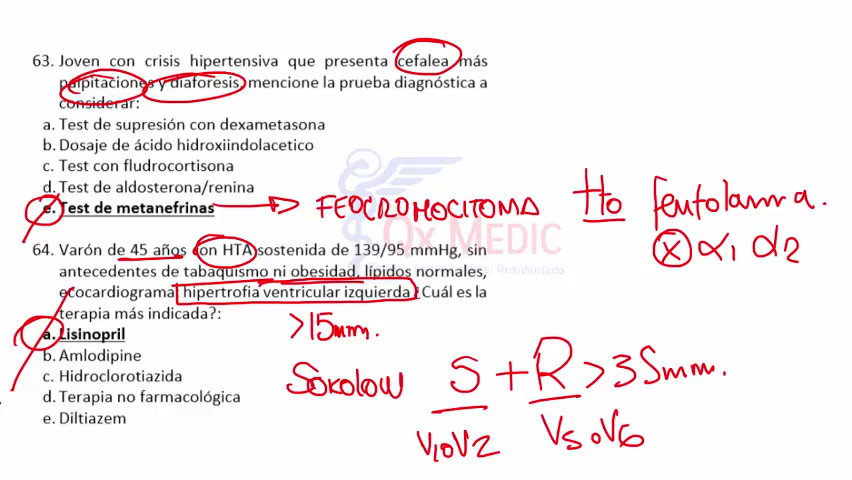 63. Joven con crisis hipertensiva que presenta cefalea más
palpitaciones y diaforesis, mencione la prueba diagnóstica a
considerar:
a. Test de supresión con dexametasona
b. Dosaje de ácido hidroxiindolacetico
c. Test con fludrocortisona
d. Test de aldosterona/renina
e. Test de metanefrinas
FEOCROMOCITOMA
Tto fentolamina.
X α1 α2
Qx MEDIC
64. Varón de 45 años con HTA sostenida de 139/95 mmHg, sin
antecedentes de tabaquismo ni obesidad, lípidos normales,
ecocardiograma hipertrofia ventricular izquierda ¿Cuál es la
terapia más indicada?:
a. Lisinopril
b. Amlodipine
c. Hidroclorotiazida
d. Terapia no farmacológica
e. Diltiazem
>15mm.
Sokolow S + R >35mm.
V1oV2 V5oV6